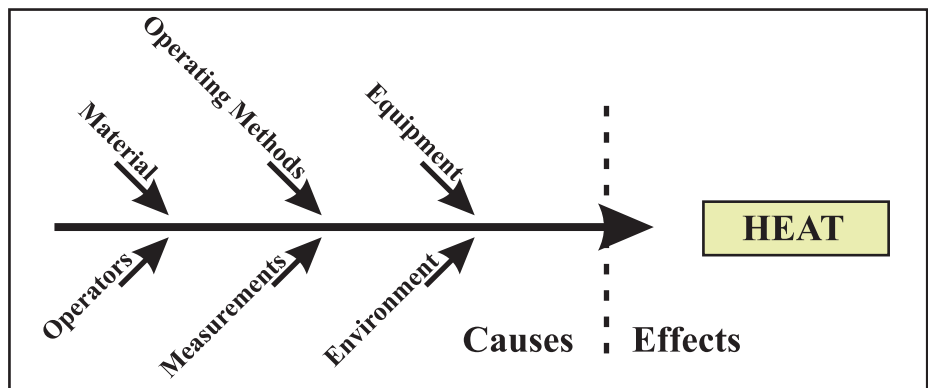 Material
Operating Methods
Equipment
HEAT
Operators
Measurements
Environment
Causes
Effects